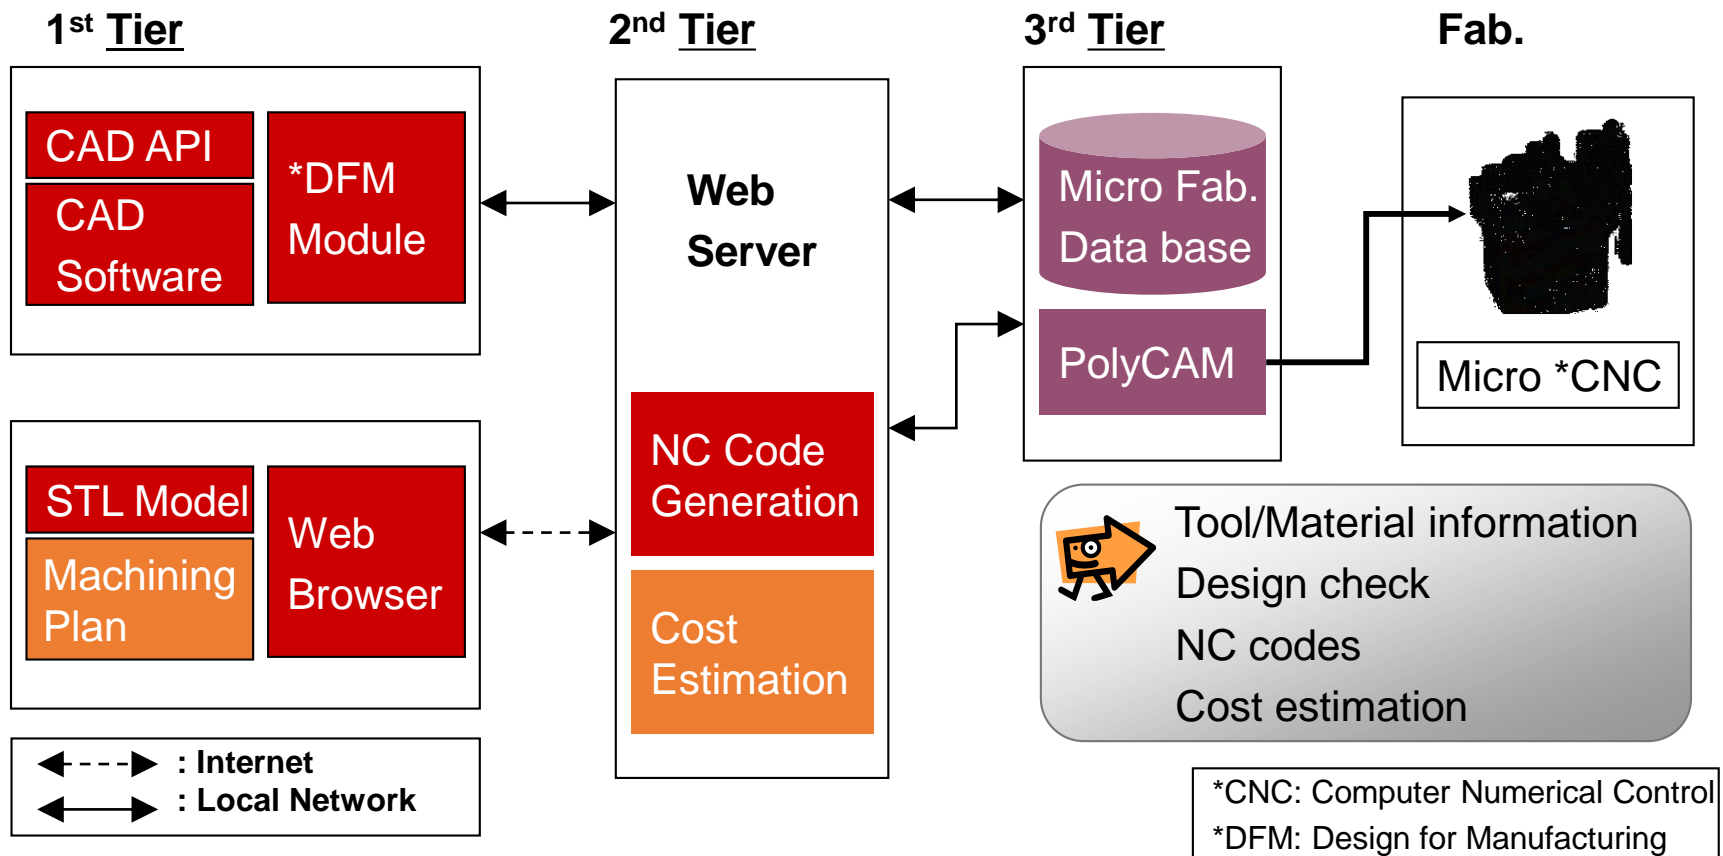 1st Tier
2nd Tier
3rd Tier
Fab.
CAD API
CAD
Software
*DFM
Module
STL Model
Machining
Plan
Web
Browser
: Internet
: Local Network
Web
Server
NC Code
Generation
Cost
Estimation
Micro Fab.
Data base
PolyCAM
Micro *CNC
Tool/Material information
Design check
NC codes
Cost estimation
*CNC: Computer Numerical Control
*DFM: Design for Manufacturing